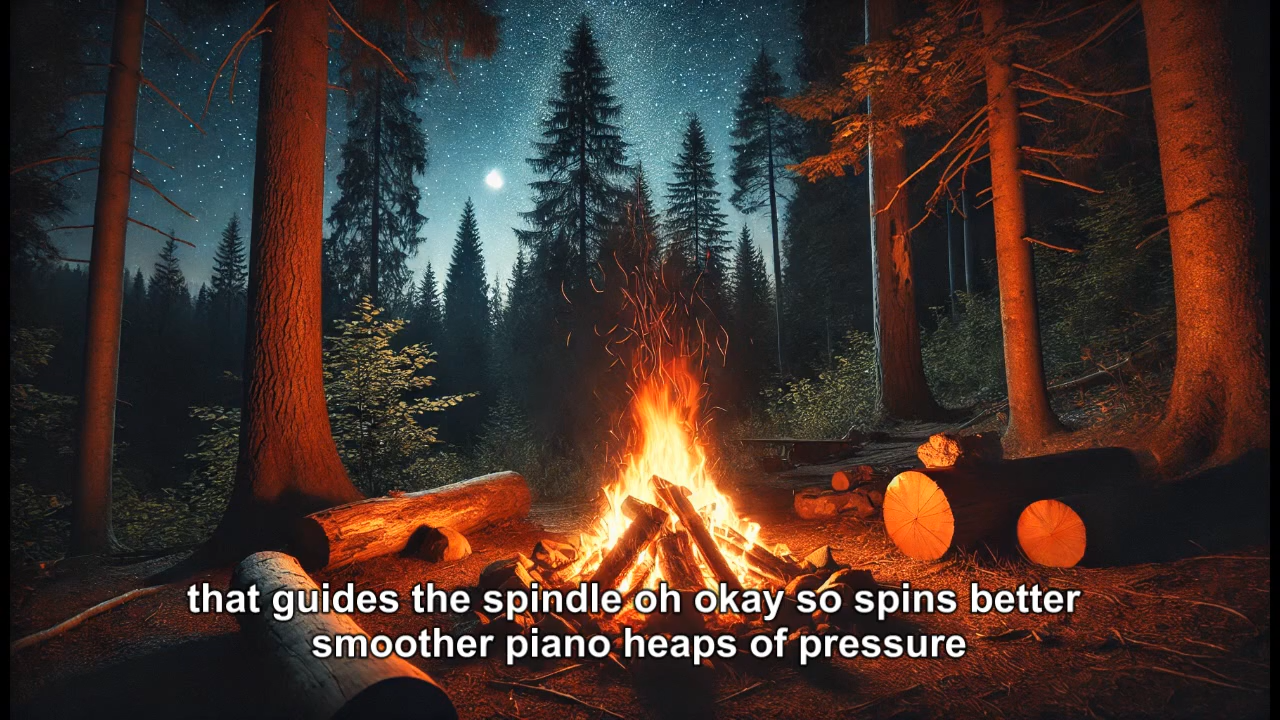 that guides the spindle oh okay so spins better
smoother piano heaps of pressure